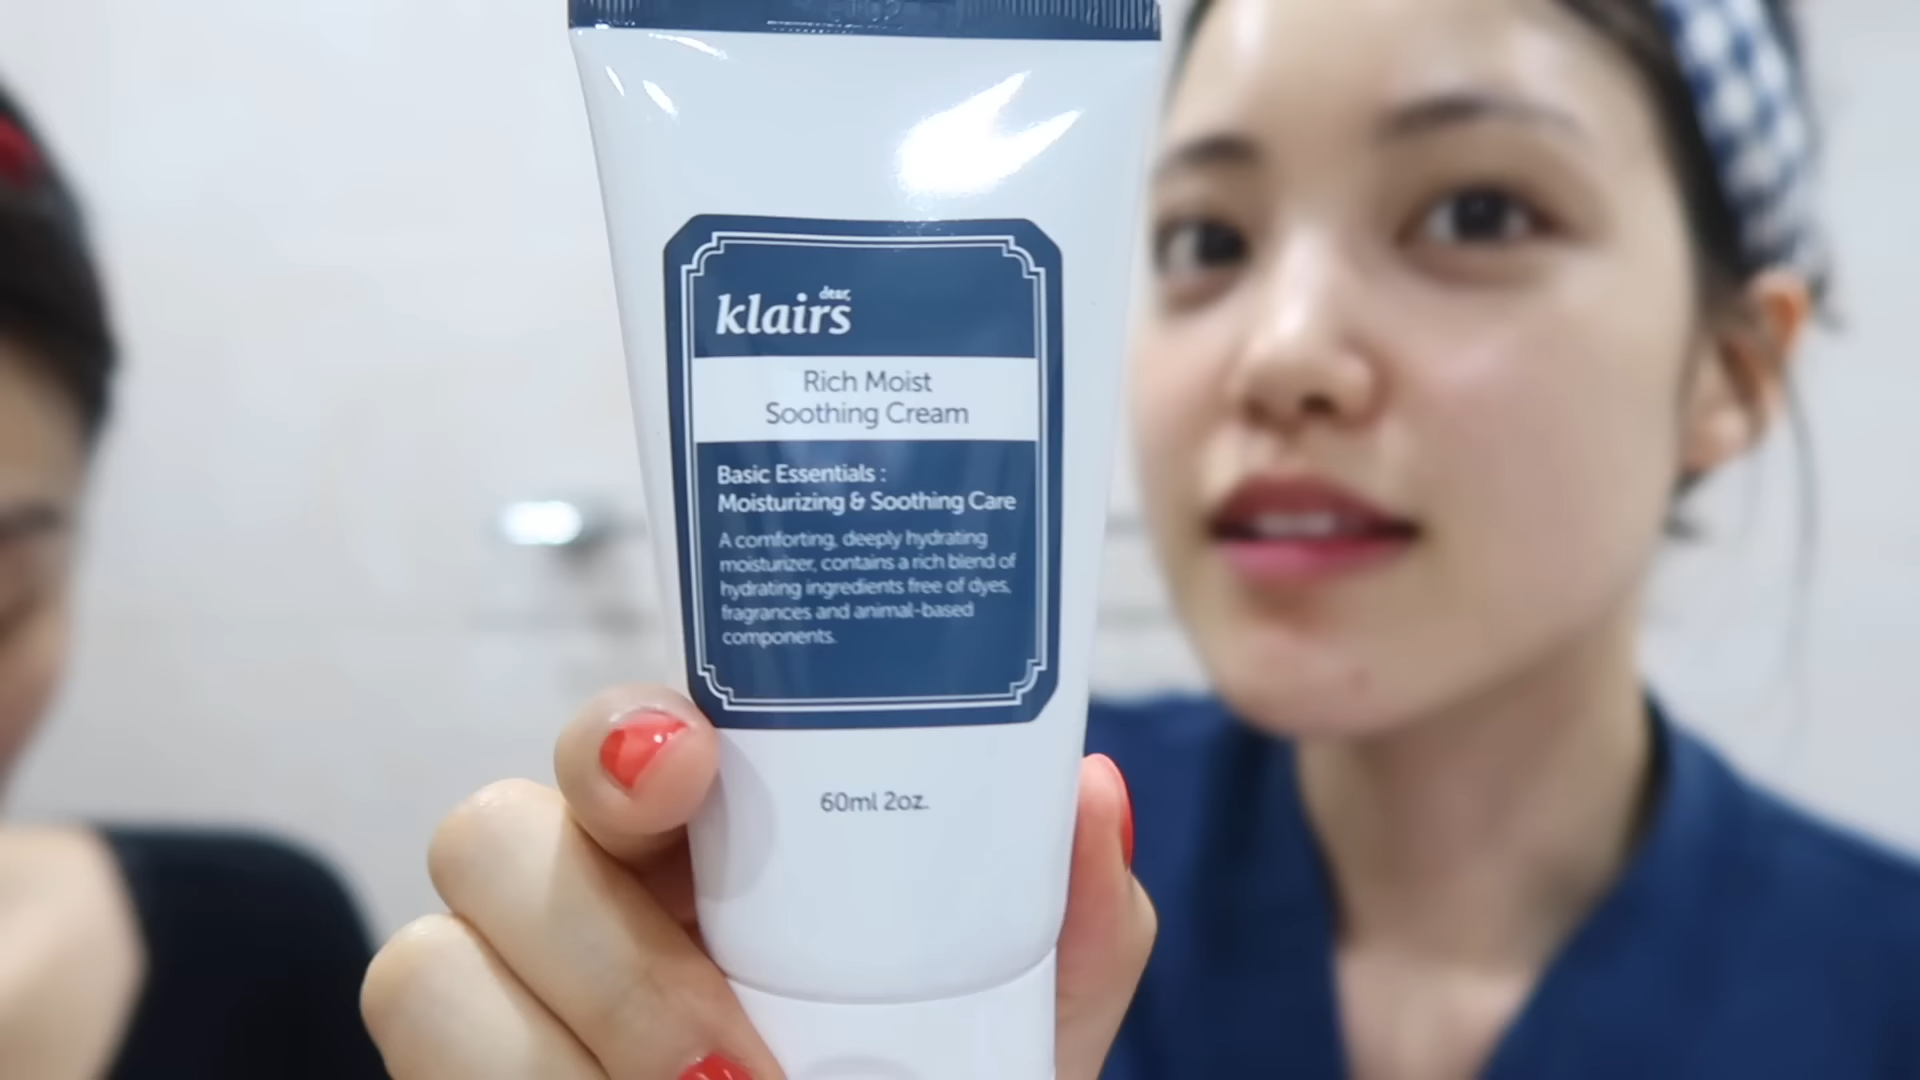 dear,
klairs
Rich Moist
Soothing Cream
Basic Essentials :
Moisturizing & Soothing Care
A comforting, deeply hydrating
moisturizer, contains a rich blend of
hydrating ingredients free of dyes,
fragrances and animal-based
components.
60ml 2oz.